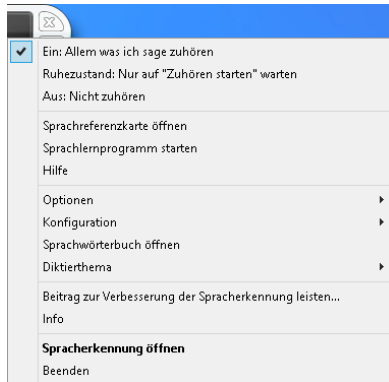 Ein: Allem was ich sage zuhören
Ruhezustand: Nur auf "Zuhören starten" warten
Aus: Nicht zuhören
Sprachreferenzkarte öffnen
Sprachlernprogramm starten
Hilfe
Optionen
Konfiguration
Sprachwörterbuch öffnen
Diktierthema
Beitrag zur Verbesserung der Spracherkennung leisten...
Info
Spracherkennung öffnen
Beenden